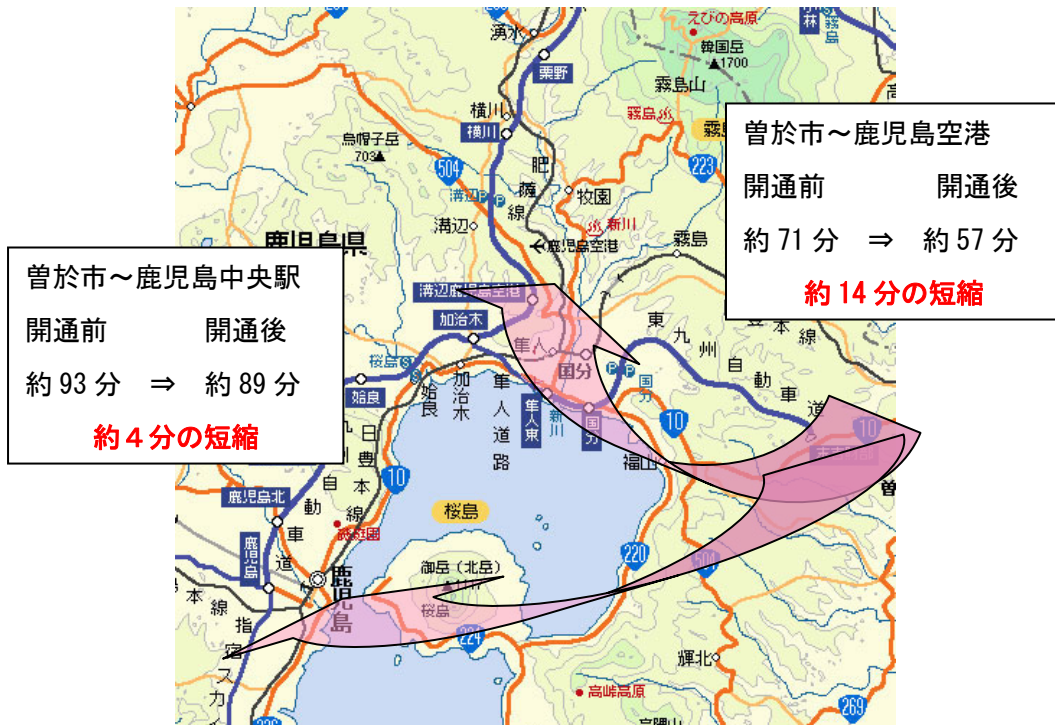 曽於市～鹿児島空港
開通前 開通後
約 71 分 ⇒ 約 57 分
約 14 分の短縮
曽於市～鹿児島中央駅
開通前 開通後
約 93 分 ⇒ 約 89 分
約４分の短縮
湧水
えびの高原
韓国岳
▲1700
栗野
霧島山
横川
横川
霧島
烏帽子岳
703▲
504
223
肥薩線
溝辺
牧園
溝辺
新川
鹿児島空港
霧島
鹿児島県
溝辺鹿児島空港
加治木
東九州自動車道
隼人
国分
桜島
姶良
姶良
加治木
隼人道路
隼人東
新川
国分
国分
福山
10
10
10
日豊本線
鹿児島北
自動車道
磯庭園
桜島
鹿児島
鹿児島
御岳（北岳）
桜島
220
504
224
本線
指宿スカイ
輝北
高峠高原
269